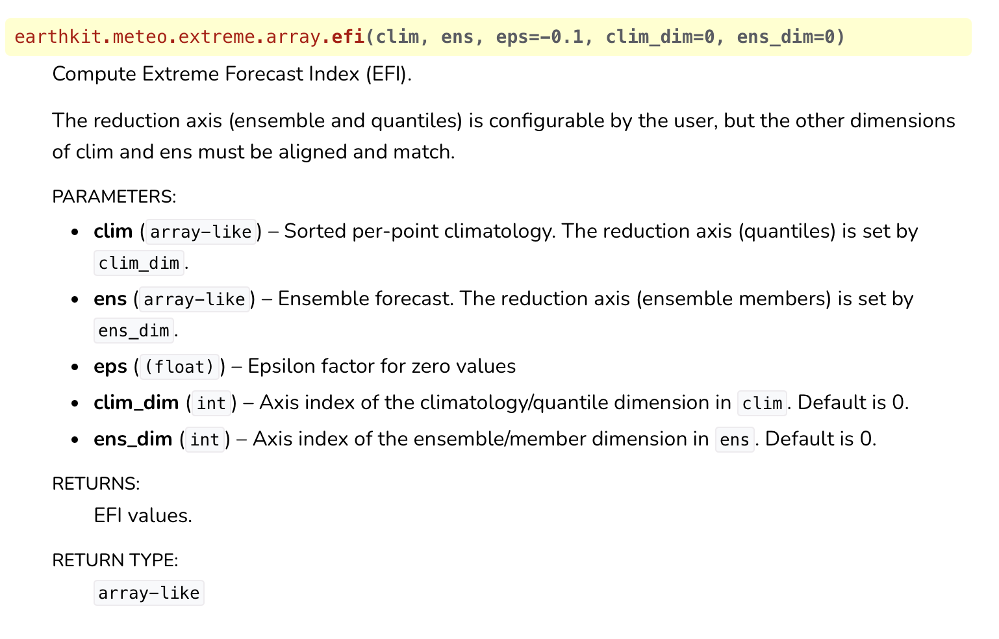 earthkit.meteo.extreme.array.efi(clim, ens, eps=-0.1, clim_dim=0, ens_dim=0)
Compute Extreme Forecast Index (EFI).
The reduction axis (ensemble and quantiles) is configurable by the user, but the other dimensions
of clim and ens must be aligned and match.
PARAMETERS:
• clim (array-like) – Sorted per-point climatology. The reduction axis (quantiles) is set by
clim_dim.
• ens (array-like) – Ensemble forecast. The reduction axis (ensemble members) is set by
ens_dim.
• eps ((float)) – Epsilon factor for zero values
• clim_dim (int) – Axis index of the climatology/quantile dimension in clim. Default is 0.
• ens_dim (int) – Axis index of the ensemble/member dimension in ens. Default is 0.
RETURNS:
EFI values.
RETURN TYPE:
array-like